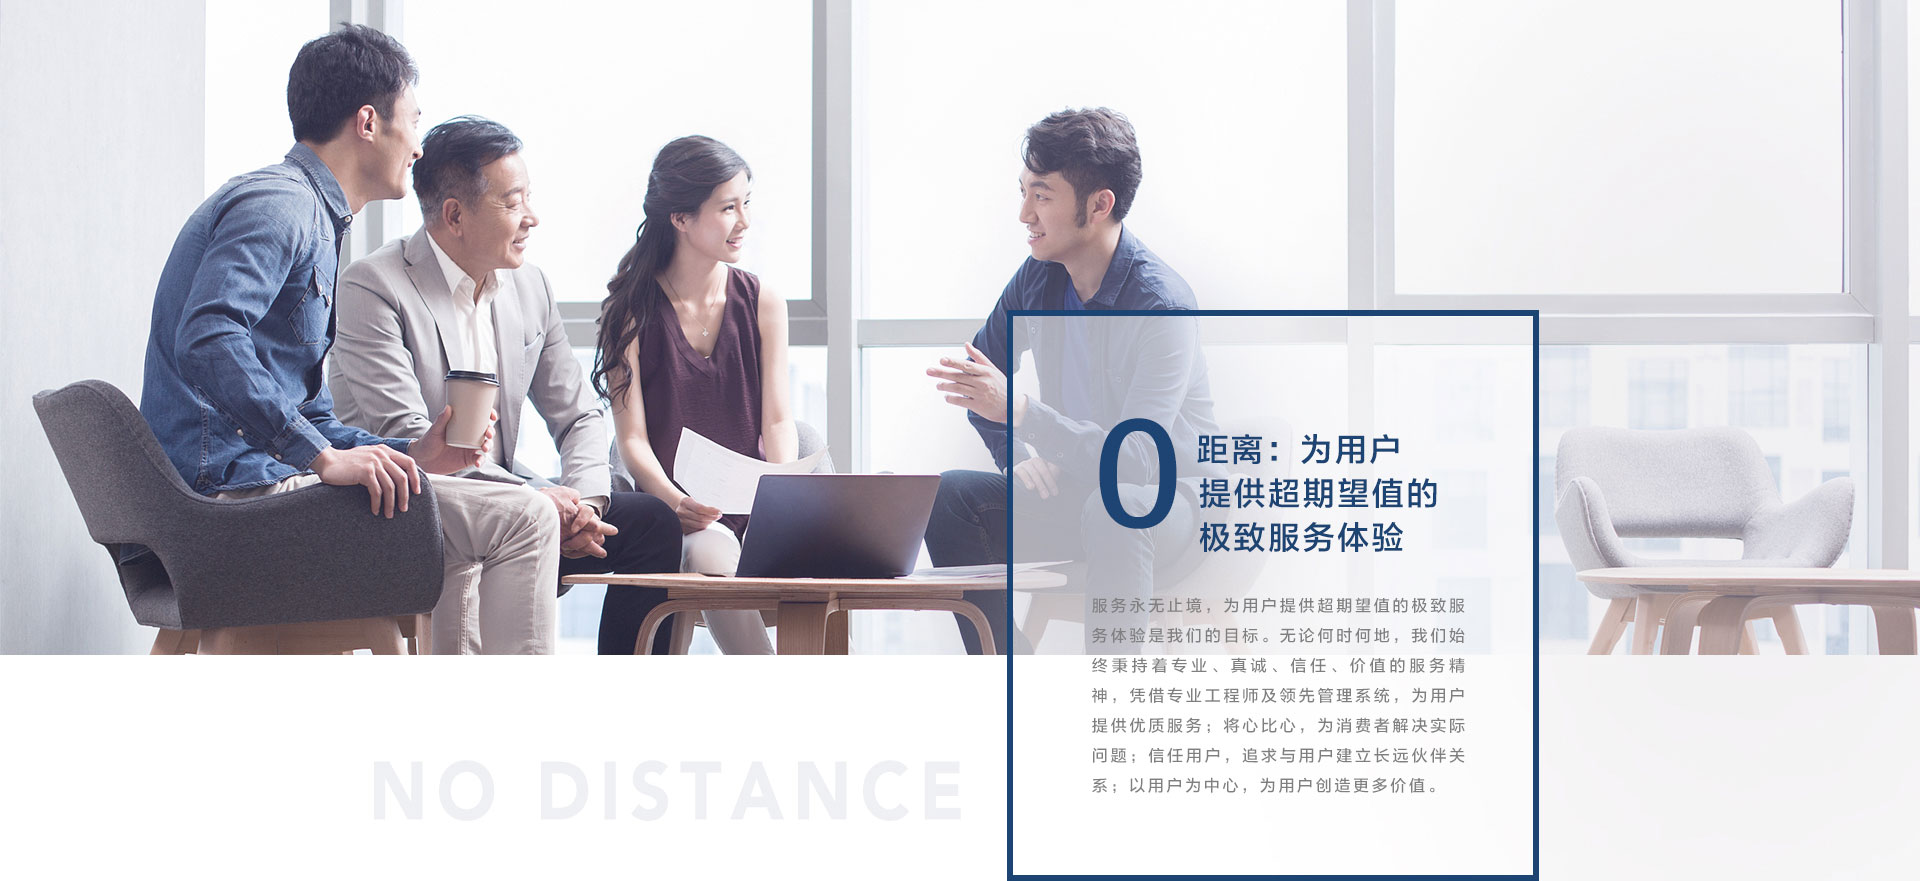 0
距离：为用户
提供超期望值的
极致服务体验
服务永无止境，为用户提供超期望值的极致服
务体验是我们的目标。无论何时何地，我们始
终秉持着专业、真诚、信任、价值的服务精
神，凭借专业工程师及领先管理系统，为用户
提供优质服务；将心比心，为消费者解决实际
问题；信任用户，追求与用户建立长远伙伴关
系；以用户为中心，为用户创造更多价值。
NO DISTANCE